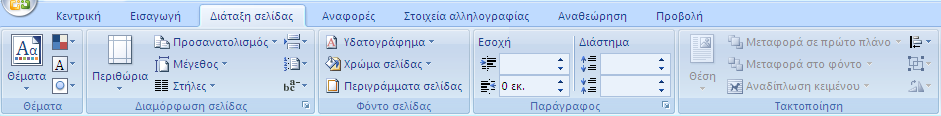 Κεντρική Εισαγωγή Διάταξη σελίδας Αναφορές Στοιχεία αλληλογραφίας Αναθεώρηση Προβολή
Θέματα
Aα
A
Θέματα
Περιθώρια
Προσανατολισμός
Μέγεθος
Στήλες
Διαμόρφωση σελίδας
Υδατογράφημα
Χρώμα σελίδας
Περιγράμματα σελίδας
Φόντο σελίδας
Εσοχή
0 εκ.
Διάστημα
Παράγραφος
Θέση
Μεταφορά σε πρώτο πλάνο
Μεταφορά στο φόντο
Αναδίπλωση κειμένου
Τακτοποίηση